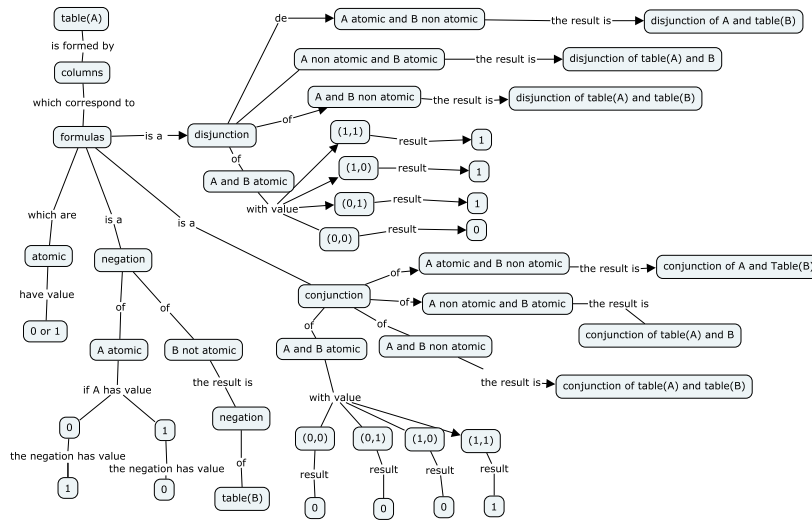 table(A)
is formed by
columns
which correspond to
formulas
is a
disjunction
de
A atomic and B non atomic
the result is
disjunction of A and table(B)
A non atomic and B atomic
the result is
disjunction of table(A) and B
of
A and B non atomic
the result is
disjunction of table(A) and table(B)
of
A and B atomic
with value
(1,1)
result
1
(1,0)
result
1
(0,1)
result
1
(0,0)
result
0
which are
atomic
have value
0 or 1
is a
negation
of
A atomic
if A has value
0
the negation has value
1
1
the negation has value
0
of
B not atomic
the result is
negation
of
table(B)
is a
conjunction
of
A atomic and B non atomic
the result is
conjunction of A and Table(B)
of
A non atomic and B atomic
the result is
conjunction of table(A) and B
of
A and B non atomic
the result is
conjunction of table(A) and table(B)
of
A and B atomic
with value
(0,0)
result
0
(0,1)
result
0
(1,0)
result
0
(1,1)
result
1